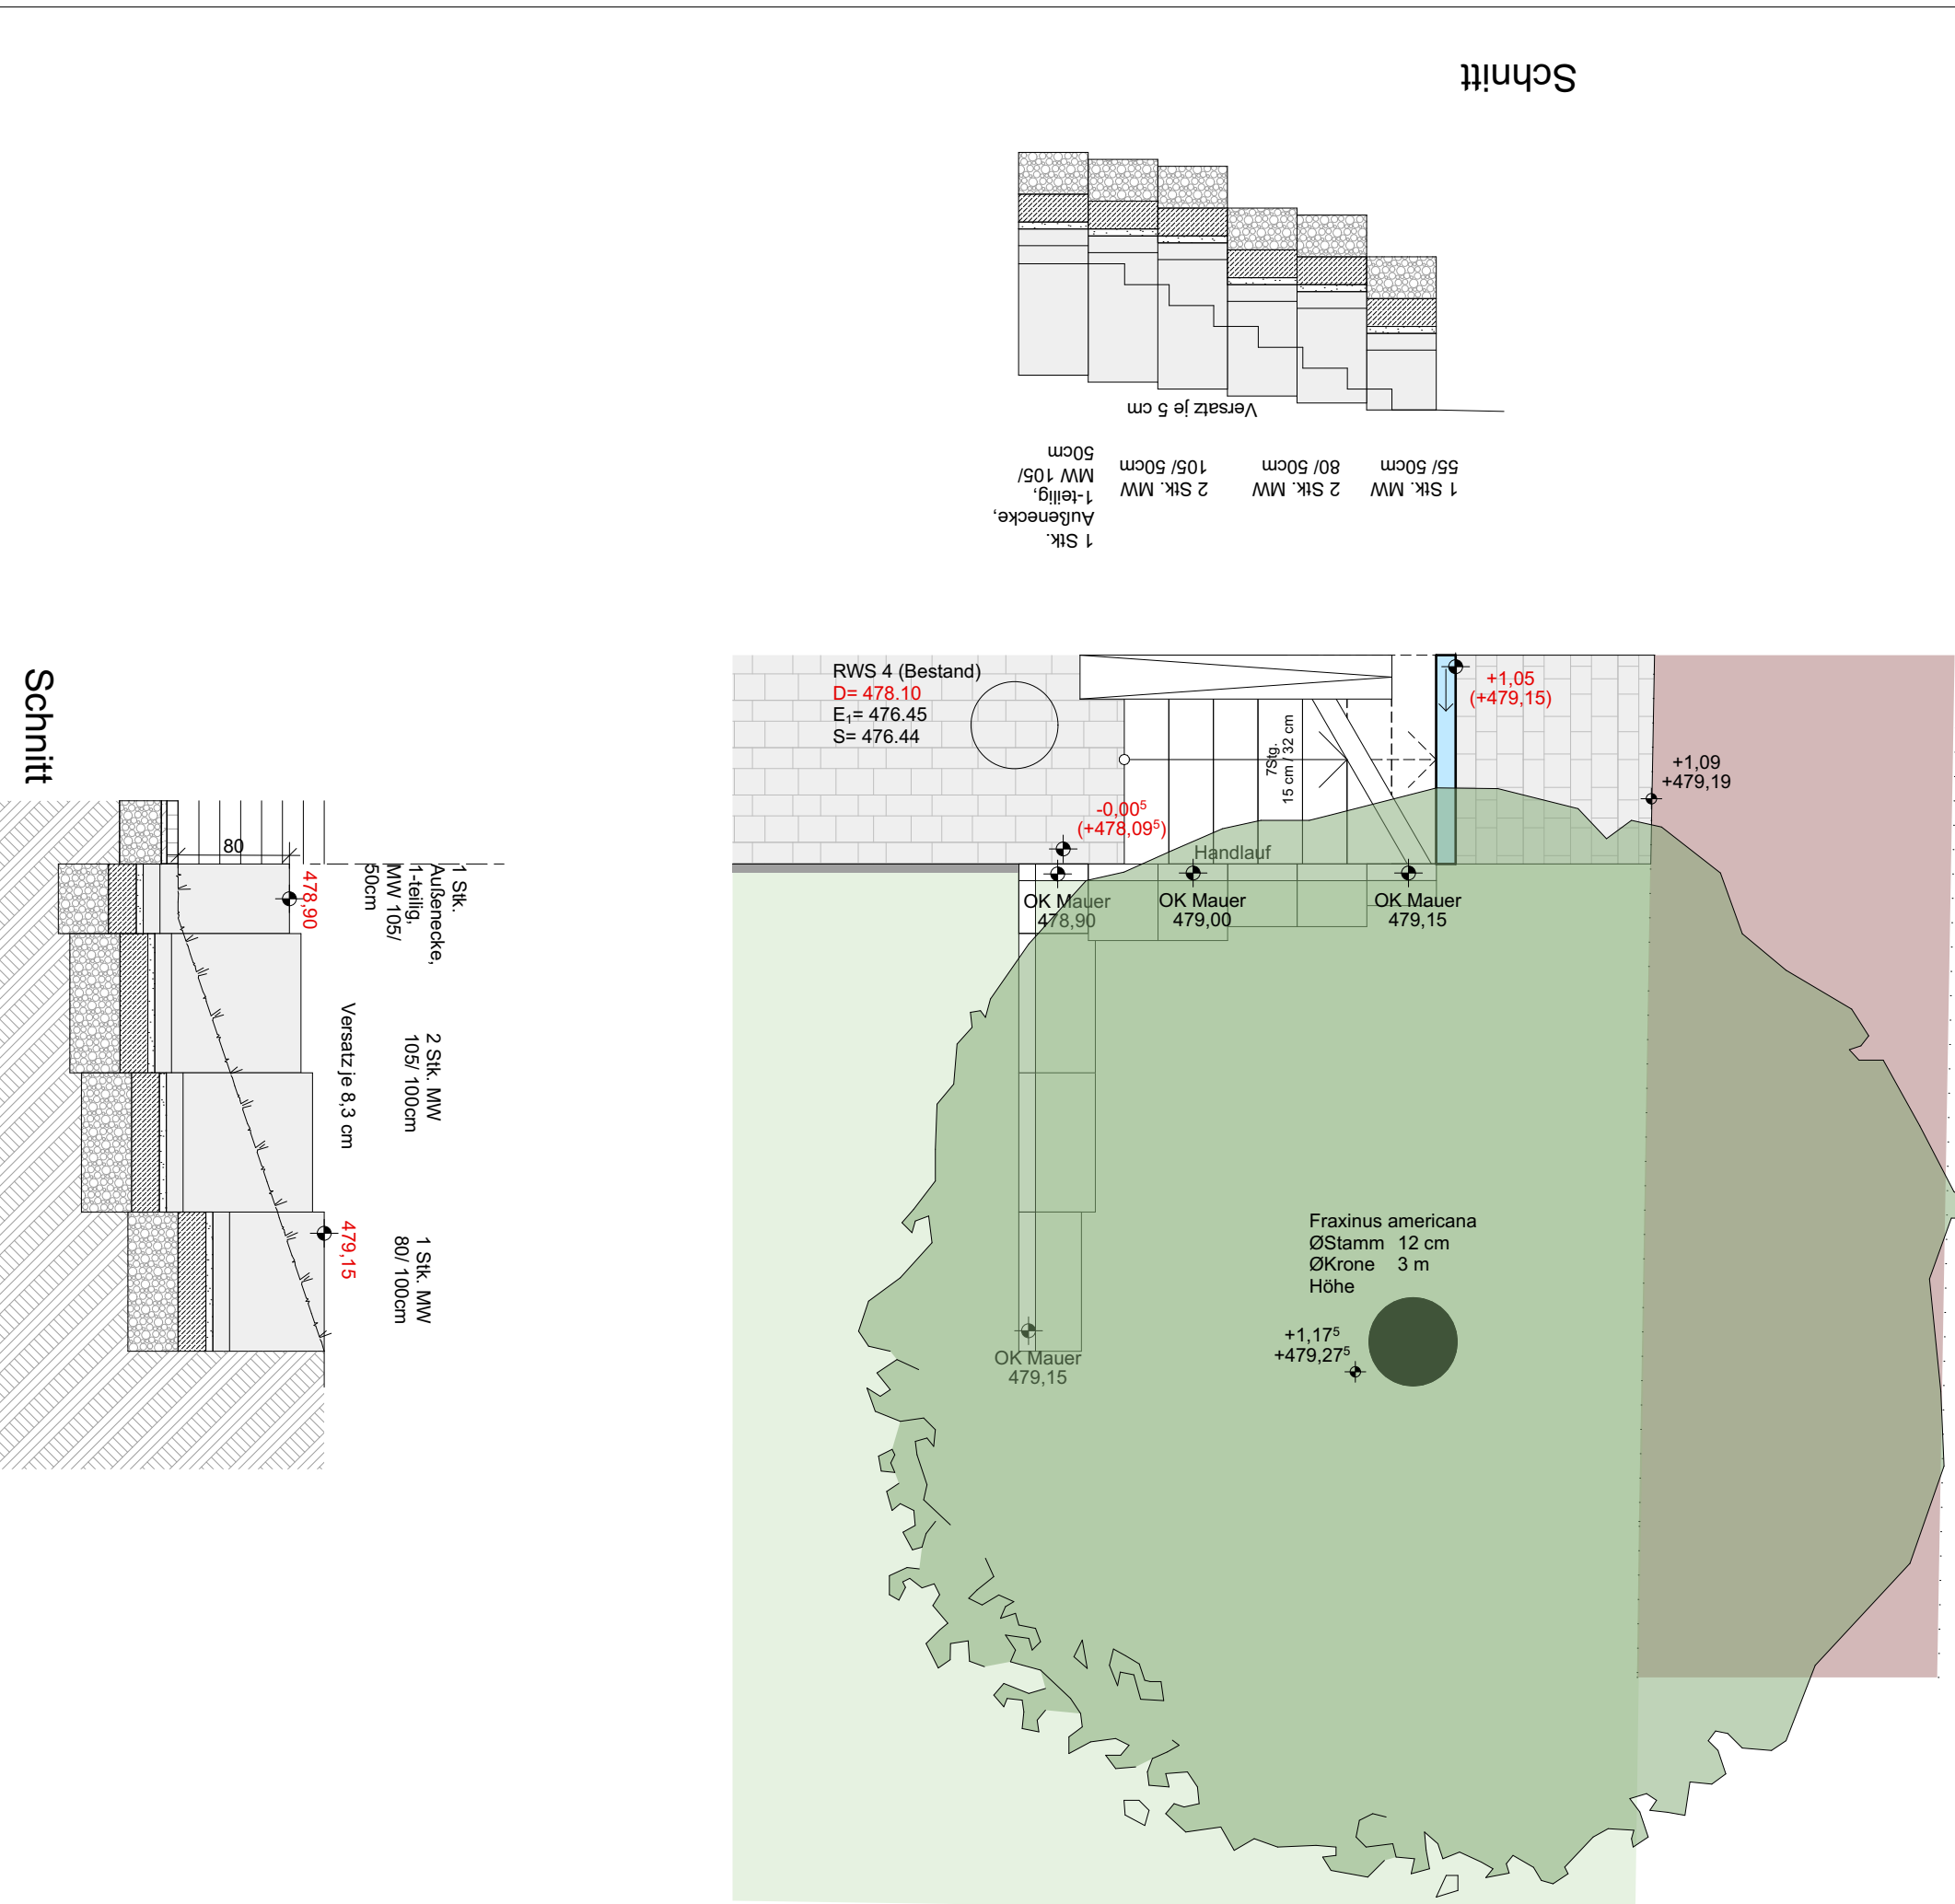 Schnitt
Versatz je 5 cm
1 Stk.
Außenecke,
1-teilig,
MW 105/
50cm
2 Stk. MW
105/ 50cm
2 Stk. MW
80/ 50cm
1 Stk. MW
55/ 50cm
RWS 4 (Bestand)
D= 478.10
E₁= 476.45
S= 476.44
7Stg.
15 cm / 32 cm
+1,05
(+479,15)
+1,09
+479,19
-0,00⁵
(+478,09⁵)
Handlauf
OK Mauer
478,90
OK Mauer
479,00
OK Mauer
479,15
Fraxinus americana
ØStamm 12 cm
ØKrone 3 m
Höhe
+1,17⁵
+479,27⁵
OK Mauer
479,15
Schnitt
80
478,90
1 Stk.
Außenecke,
1-teilig,
MW 105/
50cm
Versatz je 8,3 cm
2 Stk. MW
105/ 100cm
479,15
1 Stk. MW
80/ 100cm